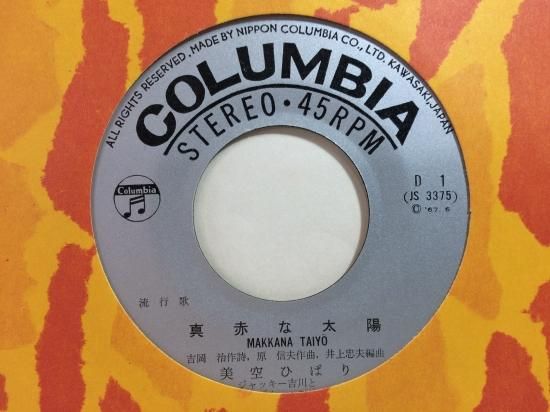 ALL RIGHTS RESERVED. MADE BY NIPPON COLUMBIA CO., LTD. KAWASAKI, JAPAN
COLUMBIA
STEREO・45RPM
Columbia
D 1
(JS 3375)
© '67. 6
流行歌
真赤な太陽
MAKKANA TAIYO
吉岡 治作詩, 原 信夫作曲, 井上忠夫編曲
美空ひばり
ジャッキー吉川と